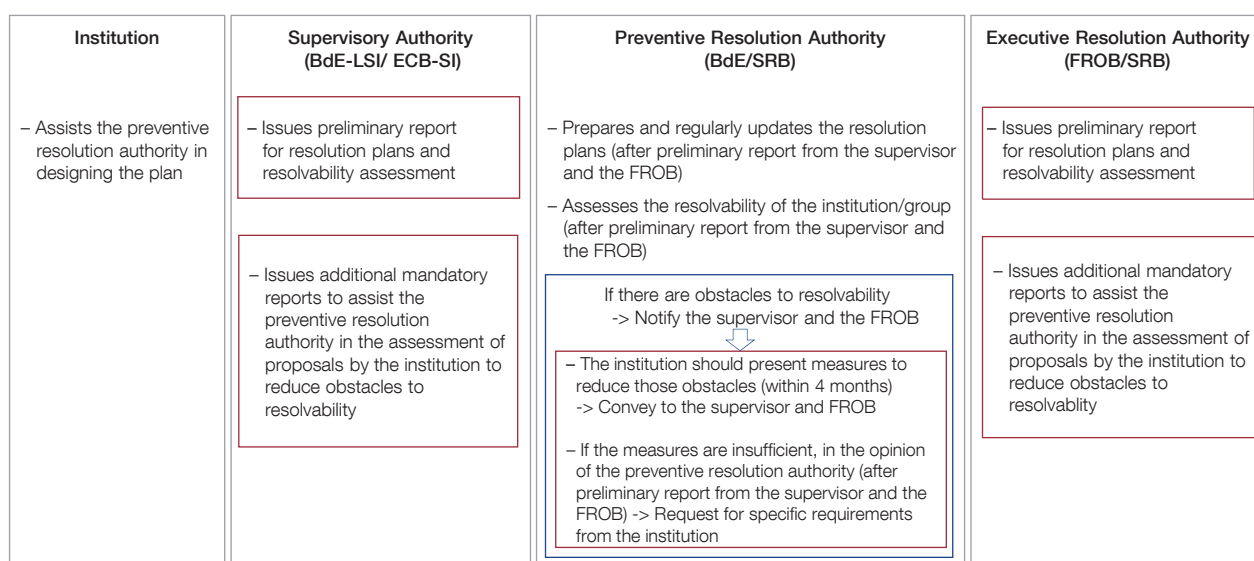 Institution
– Assists the preventive
resolution authority in
designing the plan
Supervisory Authority
(BdE-LSI/ ECB-SI)
– Issues preliminary report
for resolution plans and
resolvability assessment
– Issues additional mandatory
reports to assist the
preventive resolution
authority in the assessment of
proposals by the institution to
reduce obstacles to
resolvability
Preventive Resolution Authority
(BdE/SRB)
– Prepares and regularly updates the resolution
plans (after preliminary report from the supervisor
and the FROB)
– Assesses the resolvability of the institution/group
(after preliminary report from the supervisor and
the FROB)
If there are obstacles to resolvability
-> Notify the supervisor and the FROB
– The institution should present measures to
reduce those obstacles (within 4 months)
-> Convey to the supervisor and FROB
– If the measures are insufficient, in the opinion
of the preventive resolution authority (after
preliminary report from the supervisor and the
FROB) -> Request for specific requirements
from the institution
Executive Resolution Authority
(FROB/SRB)
– Issues preliminary report
for resolution plans and
resolvability assessment
– Issues additional mandatory
reports to assist the
preventive resolution
authority in the assessment of
proposals by the institution to
reduce obstacles to
resolvablity